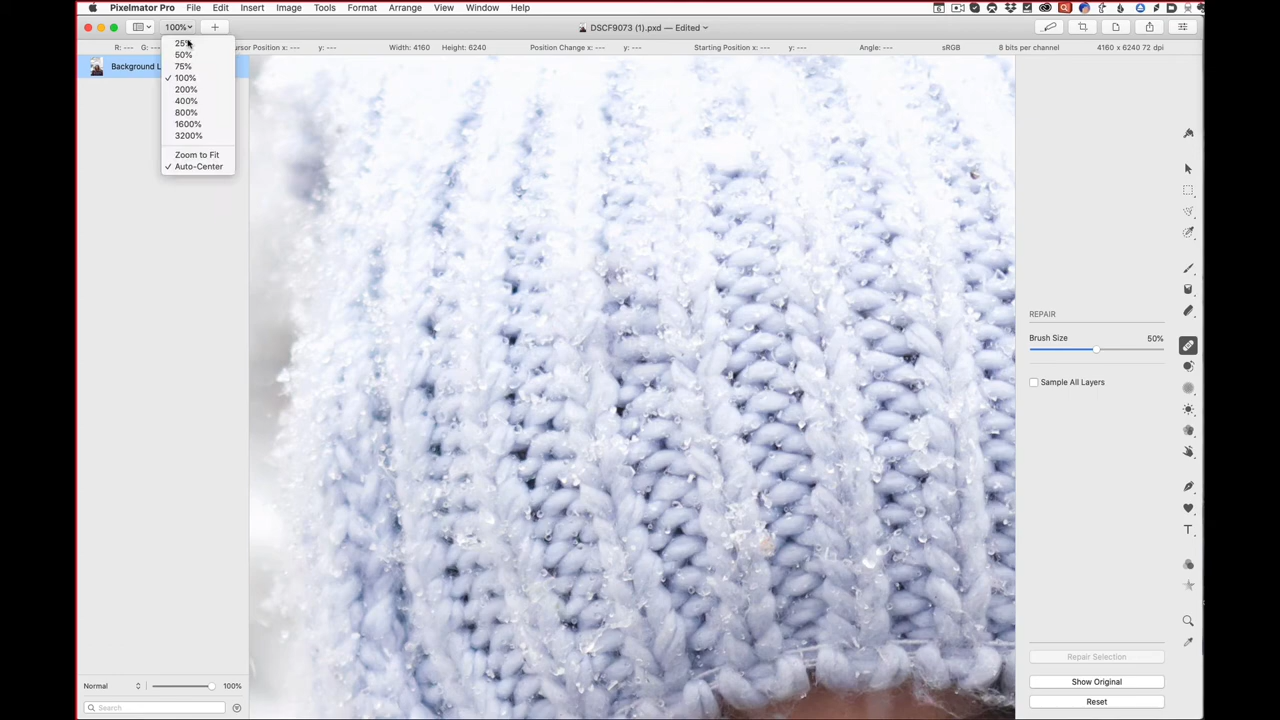 Pixelmator Pro File Edit Insert Image Tools Format Arrange View Window Help
100% DSCF9073 (1).pxd — Edited
R: --- G: --- ursor Position x: --- y: --- Width: 4160 Height: 6240 Position Change x: --- y: --- Starting Position x: --- y: --- Angle: --- sRGB 8 bits per channel 4160 x 6240 72 dpi
Background L
25%
50%
75%
100%
200%
400%
800%
1600%
3200%
Zoom to Fit
Auto-Center
REPAIR
Brush Size 50%
Sample All Layers
Repair Selection
Show Original
Reset
Normal 100%
Search